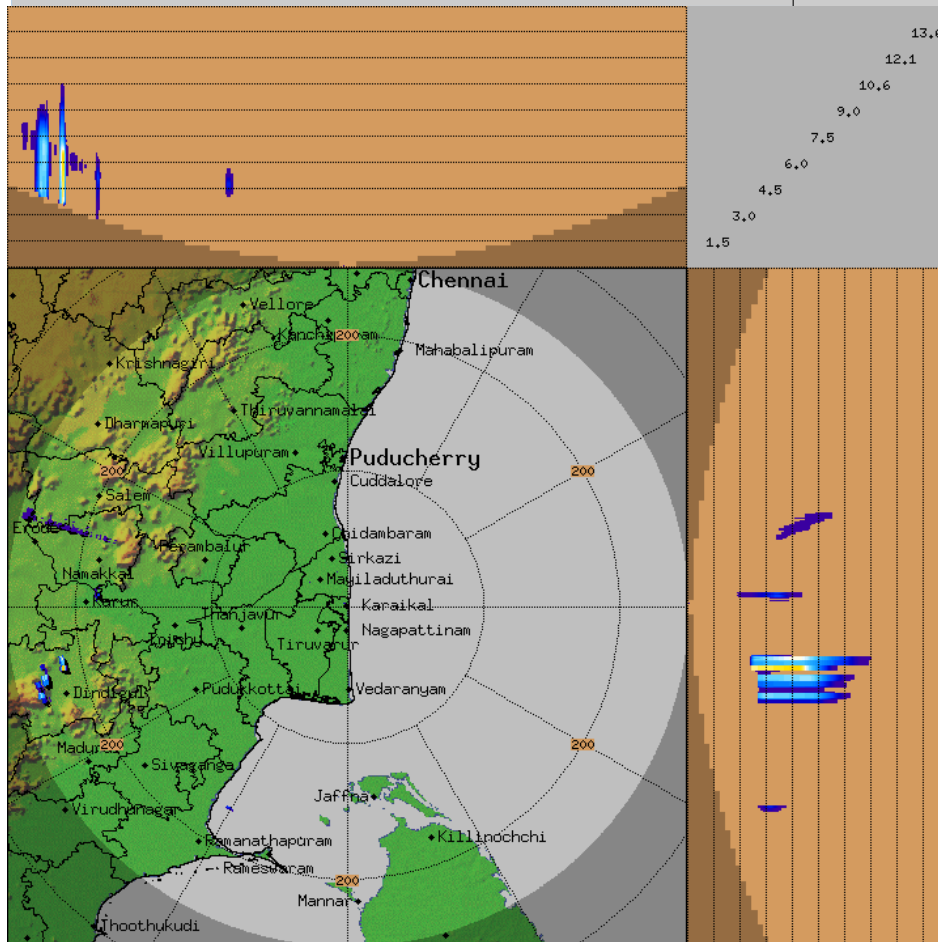 13.6
12.1
10.6
9.0
7.5
6.0
4.5
3.0
1.5
Chennai
Vellore
200
Mahabalipuram
Krishnagiri
Thiruvannamalai
Dharmapuri
Villupuram
Puducherry
200
200
Cuddalore
Salem
Erode
Chidambaram
Perambalur
Sirkazi
Namakkal
Mayiladuthurai
Karur
Karaikal
Thanjavur
Nagapattinam
Tiruvarur
Dindigul
Pudukkottai
Vedaranyam
200
200
Madurai
Sivaganga
Jaffna
Virudhunagar
Killinochchi
Ramanathapuram
Rameswaram
200
Mannar
Thoothukudi